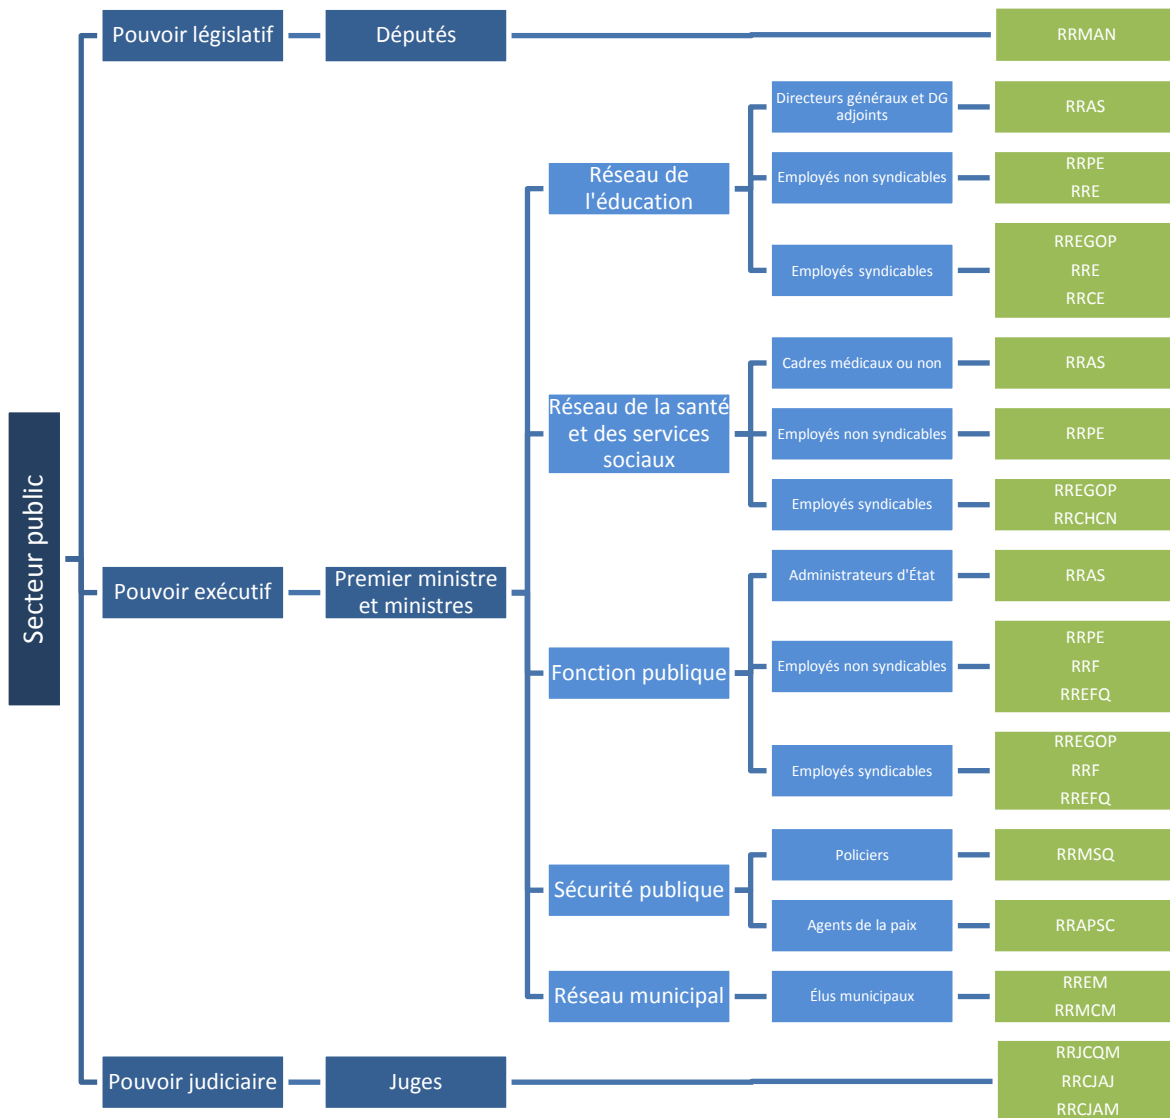 Secteur public
Pouvoir législatif
Députés
RRMAN
Pouvoir exécutif
Premier ministre
et ministres
Réseau de
l'éducation
Directeurs généraux et DG
adjoints
RRAS
Employés non syndicables
RRPE
RRE
Employés syndicables
RREGOP
RRE
RRCE
Réseau de la santé
et des services
sociaux
Cadres médicaux ou non
RRAS
Employés non syndicables
RRPE
Employés syndicables
RREGOP
RRCHCN
Fonction publique
Administrateurs d'État
RRAS
Employés non syndicables
RRPE
RRF
RREFQ
Employés syndicables
RREGOP
RRF
RREFQ
Sécurité publique
Policiers
RRMSQ
Agents de la paix
RRAPSC
Réseau municipal
Élus municipaux
RREM
RRMCM
Pouvoir judiciaire
Juges
RRJCQM
RRCJAJ
RRCJAM